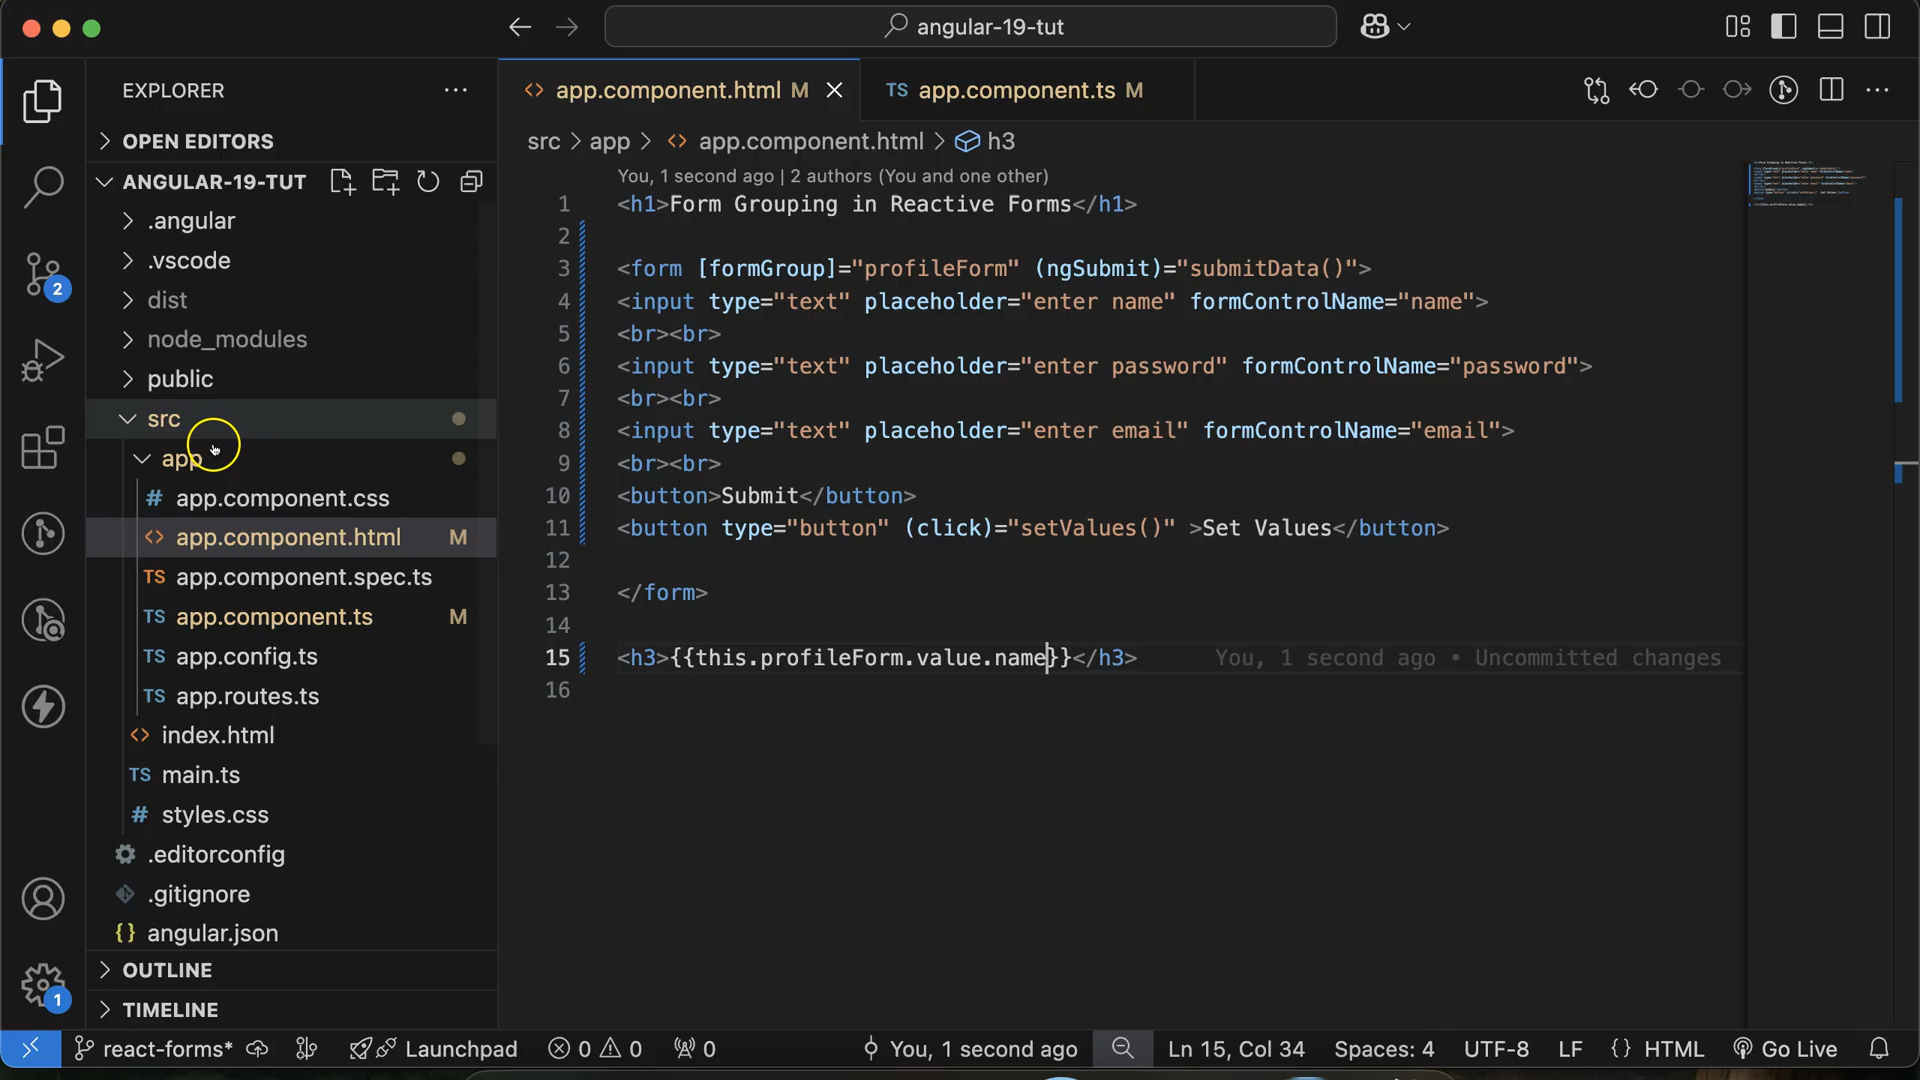 angular-19-tut
EXPLORER
OPEN EDITORS
ANGULAR-19-TUT
.angular
.vscode
dist
node_modules
public
src
app
# app.component.css
<> app.component.html M
TS app.component.spec.ts
TS app.component.ts M
TS app.config.ts
TS app.routes.ts
<> index.html
TS main.ts
# styles.css
.editorconfig
.gitignore
{} angular.json
OUTLINE
TIMELINE
2
1
<> app.component.html M
TS app.component.ts M
src > app > <> app.component.html > h3
You, 1 second ago | 2 authors (You and one other)
1 <h1>Form Grouping in Reactive Forms</h1>
2
3 <form [formGroup]="profileForm" (ngSubmit)="submitData()">
4 <input type="text" placeholder="enter name" formControlName="name">
5 <br><br>
6 <input type="text" placeholder="enter password" formControlName="password">
7 <br><br>
8 <input type="text" placeholder="enter email" formControlName="email">
9 <br><br>
10 <button>Submit</button>
11 <button type="button" (click)="setValues()" >Set Values</button>
12
13 </form>
14
15 <h3>{{this.profileForm.value.name}}</h3> You, 1 second ago • Uncommitted changes
16
react-forms* Launchpad 0 0 0 You, 1 second ago Ln 15, Col 34 Spaces: 4 UTF-8 LF {} HTML Go Live